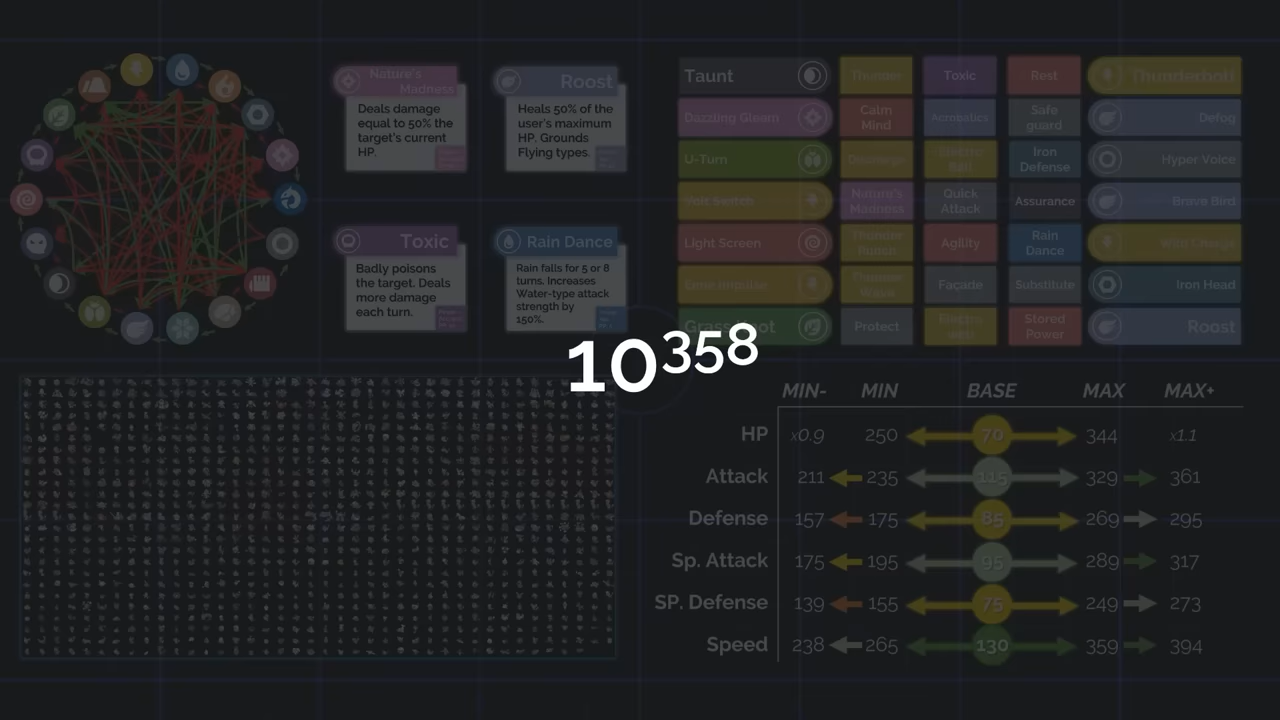 Nature's
Madness
Deals damage
equal to 50% the
target's current
HP.
Roost
Heals 50% of the
user's maximum
HP. Grounds
Flying types.
Toxic
Badly poisons
the target. Deals
more damage
each turn.
Rain Dance
Rain falls for 5 or 8
turns. Increases
Water-type attack
strength by
150%.
Taunt Thunder Toxic Rest Thunderbolt
Dazzling Gleam Calm Mind Acrobatics Safe guard Defog
U-Turn Discharge Electro Ball Iron Defense Hyper Voice
Volt Switch Nature's Madness Quick Attack Assurance Brave Bird
Light Screen Agility Rain Dance Wild Charge
Thunder Wave Façade Substitute Iron Head
Grass Knot Protect Stored Power Roost
10358
MIN- MIN BASE MAX MAX+
HP x0.9 250 70 344 x1.1
Attack 211 235 115 329 361
Defense 157 175 85 269 295
Sp. Attack 175 195 95 289 317
SP. Defense 139 155 75 249 273
Speed 238 265 130 359 394